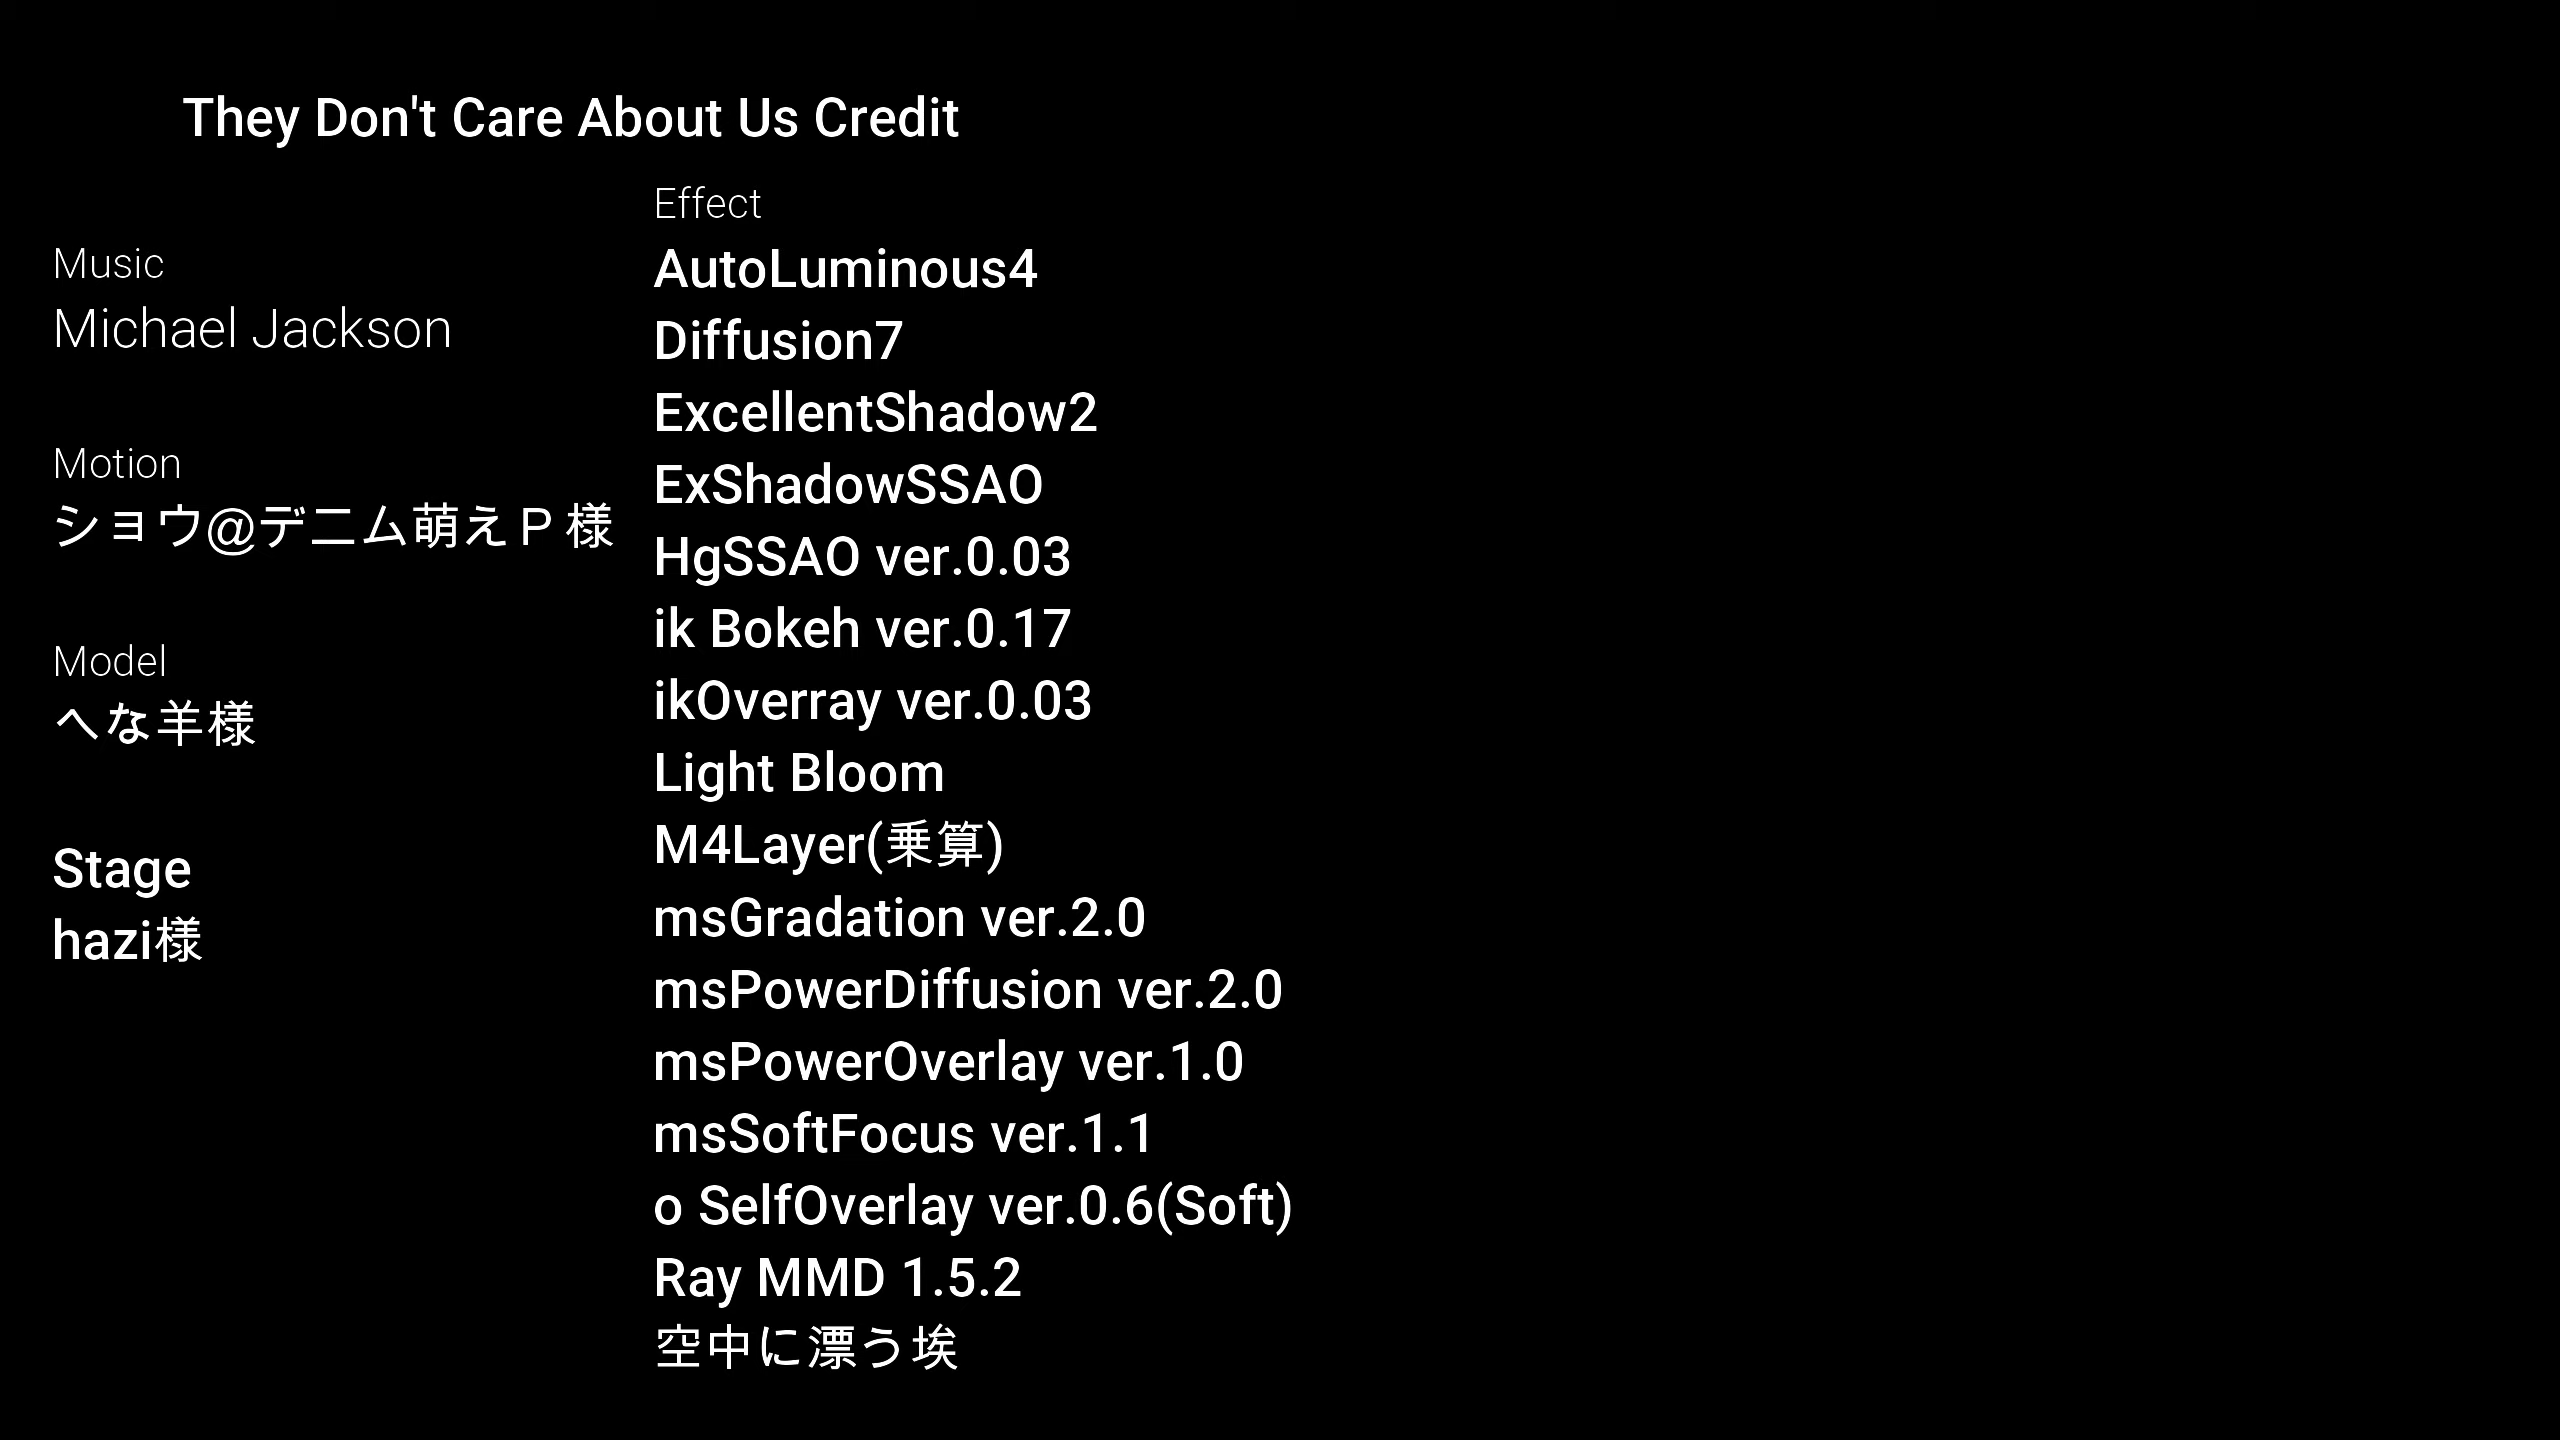 They Don't Care About Us Credit
Music
Michael Jackson
Motion
ショウ@デニム萌えＰ様
Model
へな羊様
Stage
hazi様
Effect
AutoLuminous4
Diffusion7
ExcellentShadow2
ExShadowSSAO
HgSSAO ver.0.03
ik Bokeh ver.0.17
ikOverray ver.0.03
Light Bloom
M4Layer(乗算)
msGradation ver.2.0
msPowerDiffusion ver.2.0
msPowerOverlay ver.1.0
msSoftFocus ver.1.1
o SelfOverlay ver.0.6(Soft)
Ray MMD 1.5.2
空中に漂う埃